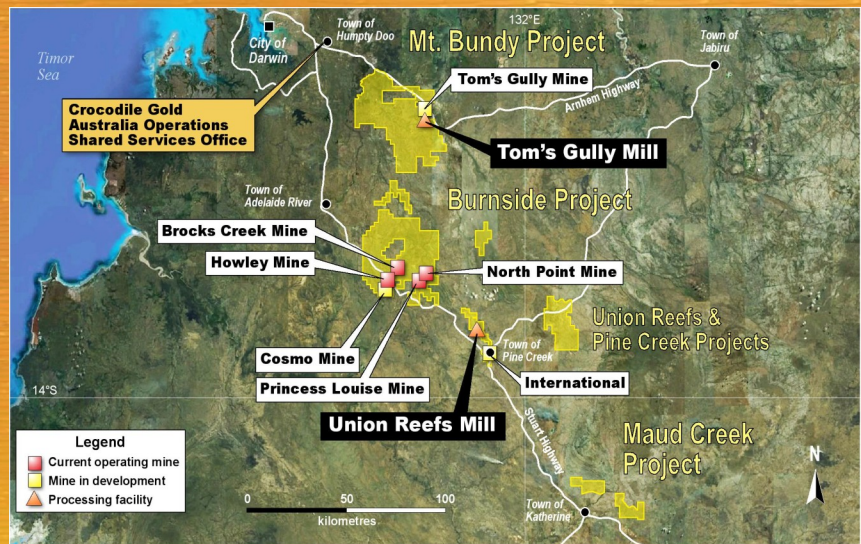 Timor
Sea
City of
Darwin
Town of
Humpty Doo
132°E
Mt. Bundy Project
Town of
Jabiru
Tom's Gully Mine
Arnhem Highway
Crocodile Gold
Australia Operations
Shared Services Office
Tom's Gully Mill
Town of
Adelaide River
Burnside Project
Brocks Creek Mine
Howley Mine
North Point Mine
Union Reefs &
Pine Creek Projects
Cosmo Mine
Town of
Pine Creek
Princess Louise Mine
International
14°S
Union Reefs Mill
Stuart Highway
Maud Creek
Project
Legend
Current operating mine
Mine in development
Processing facility
N
0 50 100
kilometres
Town of
Katherine